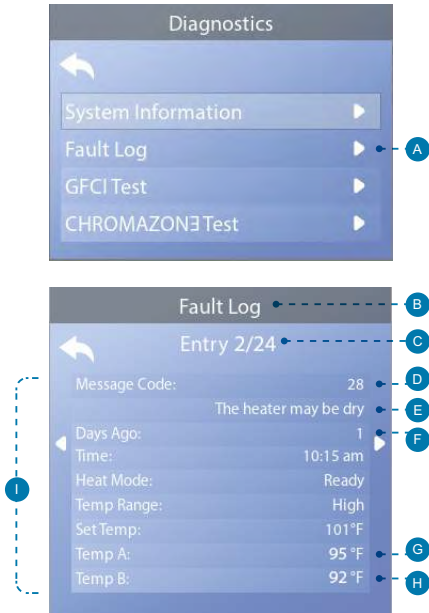 Diagnostics
System Information
Fault Log
A
GFCI Test
CHROMAZONƎ Test
Fault Log
B
Entry 2/24
C
Message Code: 28
D
The heater may be dry
E
Days Ago: 1
F
Time: 10:15 am
Heat Mode: Ready
I
Temp Range: High
Set Temp: 101°F
Temp A: 95 °F
G
Temp B: 92 °F
H